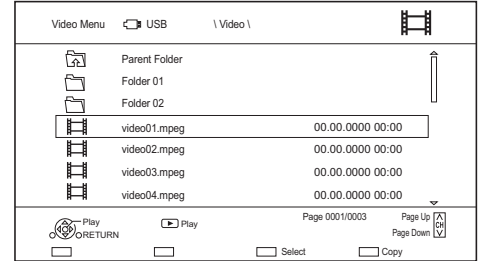 Video Menu USB \ Video \
Parent Folder
Folder 01
Folder 02
video01.mpeg 00.00.0000 00:00
video02.mpeg 00.00.0000 00:00
video03.mpeg 00.00.0000 00:00
video04.mpeg 00.00.0000 00:00
Play Play Page 0001/0003 Page Up
RETURN Page Down CH
Select Copy